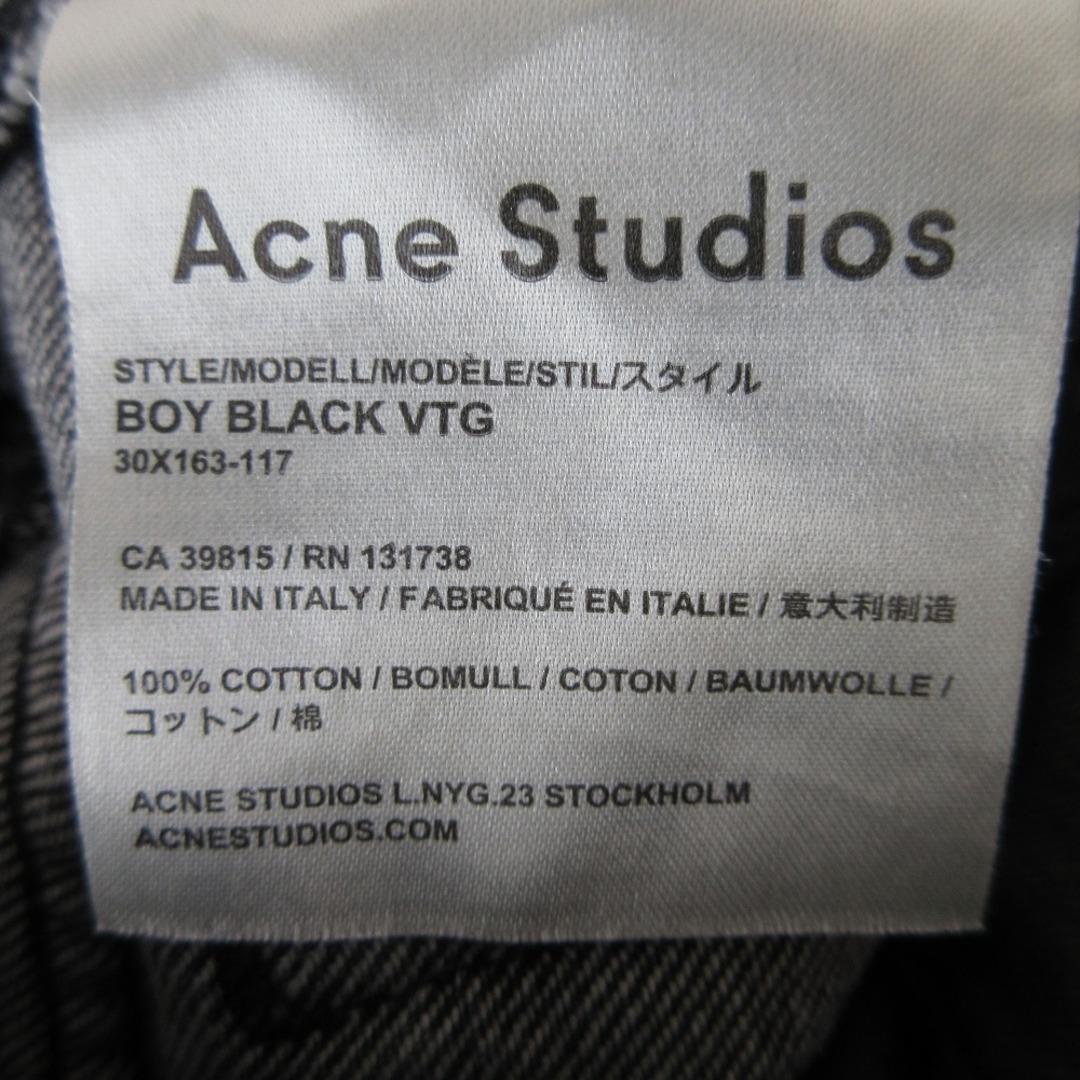 Acne Studios
STYLE/MODELL/MODÈLE/STIL/スタイル
BOY BLACK VTG
30X163-117
CA 39815 / RN 131738
MADE IN ITALY / FABRIQUÉ EN ITALIE / 意大利制造
100% COTTON / BOMULL / COTON / BAUMWOLLE /
コットン / 棉
ACNE STUDIOS L.NYG.23 STOCKHOLM
ACNESTUDIOS.COM